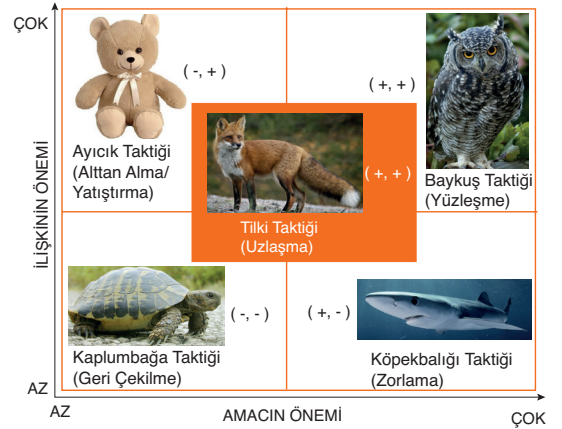 ÇOK
( -, + )
( +, + )
Ayıcık Taktiği
(Alttan Alma/
Yatıştırma)
( +, + )
Baykuş Taktiği
(Yüzleşme)
Tilki Taktiği
(Uzlaşma)
İLİŞKİNİN ÖNEMİ
( -, - )
( +, - )
Kaplumbağa Taktiği
(Geri Çekilme)
Köpekbalığı Taktiği
(Zorlama)
AZ
AZ
AMACIN ÖNEMİ
ÇOK